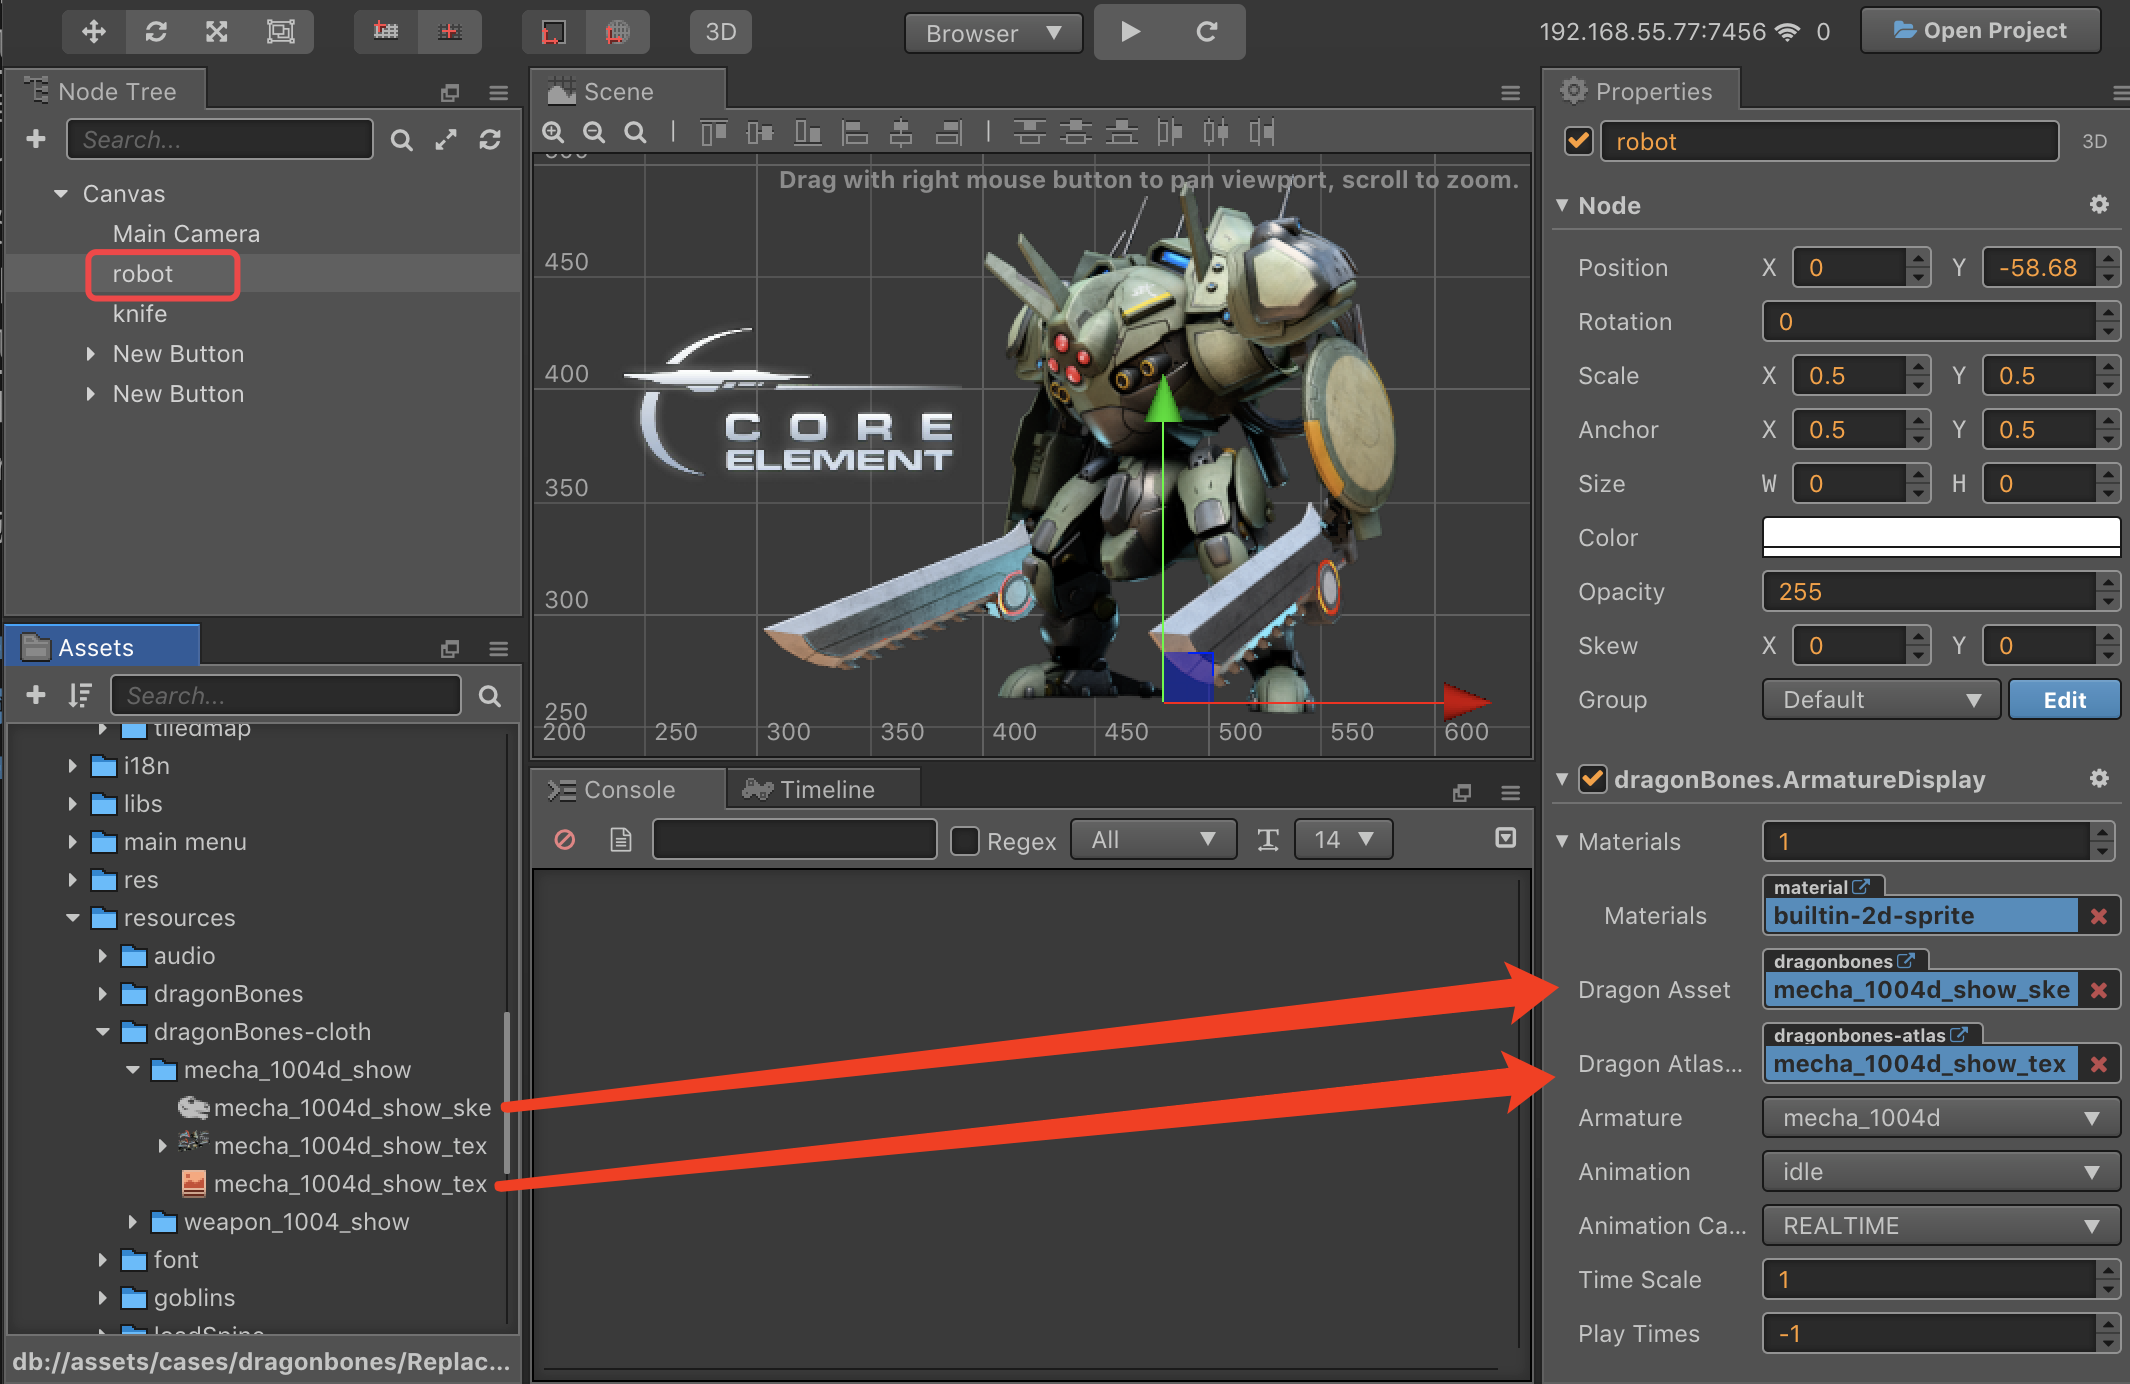 3D
Browser
192.168.55.77:7456
0
Open Project
Node Tree
Search...
Canvas
Main Camera
robot
knife
New Button
New Button
Assets
Search...
tiledmap
i18n
libs
main menu
res
resources
audio
dragonBones
dragonBones-cloth
mecha_1004d_show
mecha_1004d_show_ske
mecha_1004d_show_tex
mecha_1004d_show_tex
weapon_1004_show
font
goblins
loadSpine
db://assets/cases/dragonbones/Replac...
Scene
Drag with right mouse button to pan viewport, scroll to zoom.
500
450
400
350
300
250
200 250 300 350 400 450 500 550 600
CORE
ELEMENT
Console
Timeline
Regex
All
14
Properties
robot
3D
Node
Position X 0 Y -58.68
Rotation 0
Scale X 0.5 Y 0.5
Anchor X 0.5 Y 0.5
Size W 0 H 0
Color
Opacity 255
Skew X 0 Y 0
Group Default Edit
dragonBones.ArmatureDisplay
Materials 1
material
Materials builtin-2d-sprite
dragonbones
Dragon Asset mecha_1004d_show_ske
dragonbones-atlas
Dragon Atlas... mecha_1004d_show_tex
Armature mecha_1004d
Animation idle
Animation Ca... REALTIME
Time Scale 1
Play Times -1